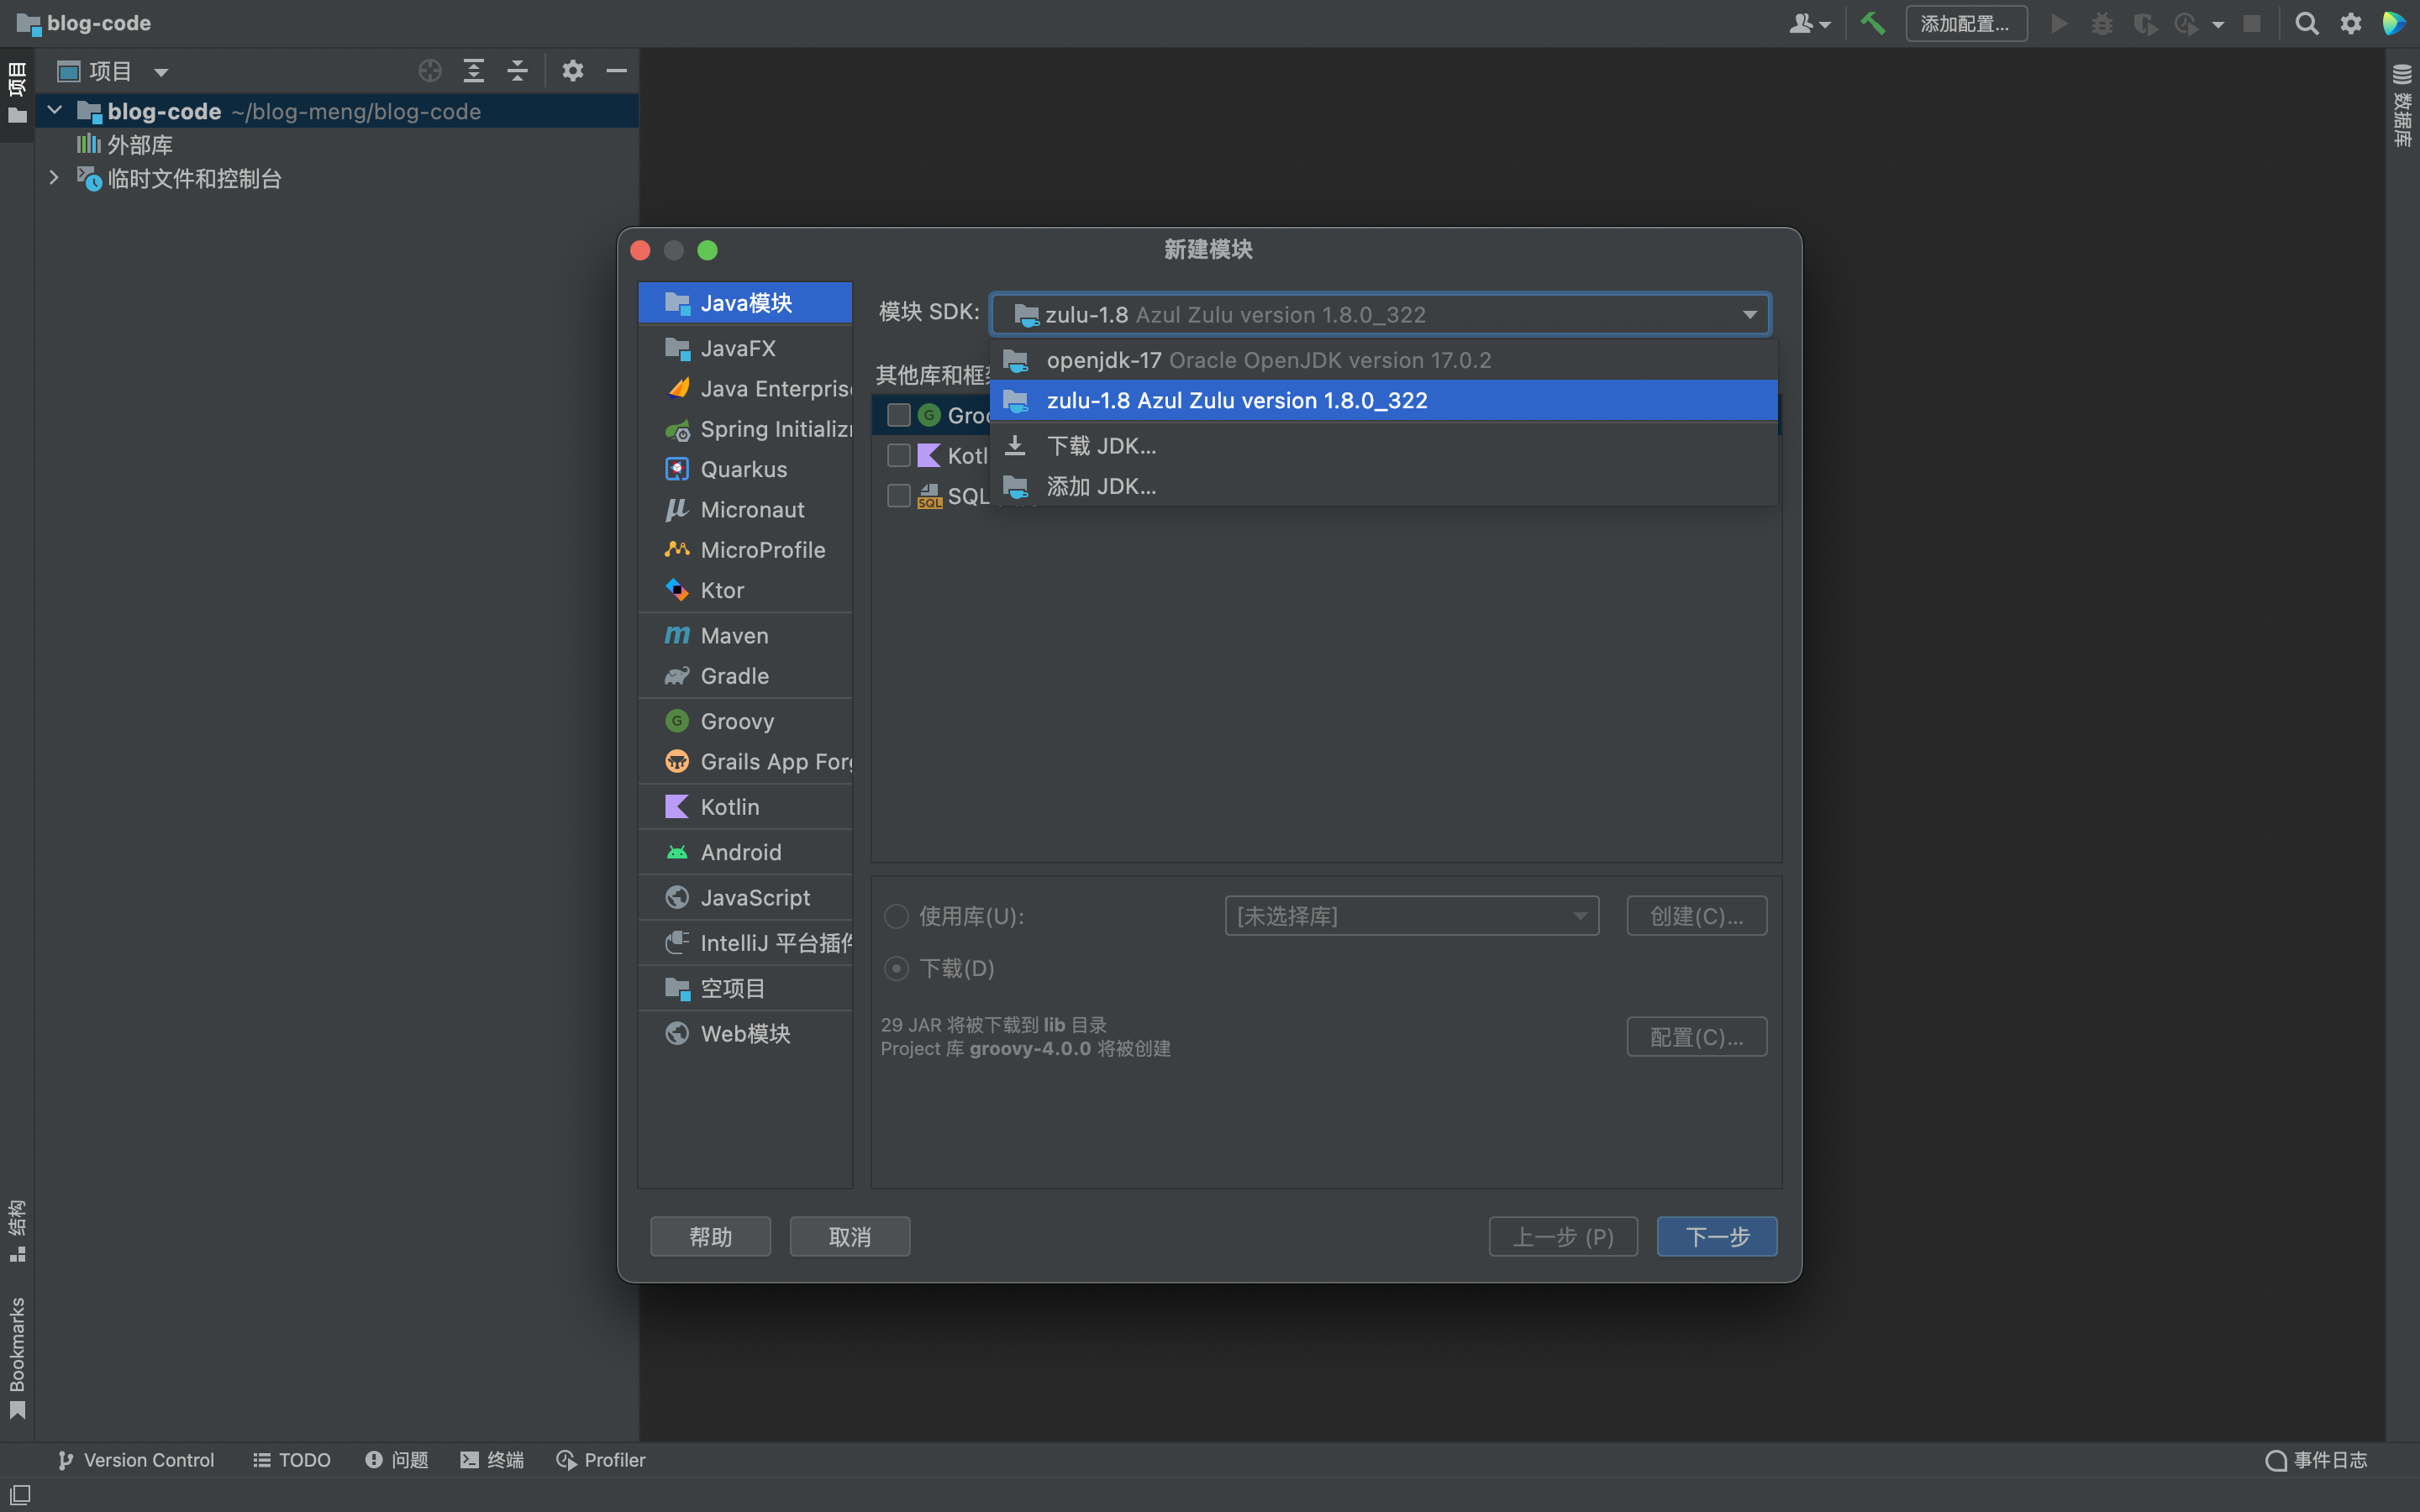 blog-code
添加配置...
项目
项目
blog-code ~/blog-meng/blog-code
外部库
临时文件和控制台
数据库
新建模块
Java模块
JavaFX
Java Enterprise
Spring Initializr
Quarkus
Micronaut
MicroProfile
Ktor
Maven
Gradle
Groovy
Grails App Forg
Kotlin
Android
JavaScript
IntelliJ 平台插件
空项目
Web模块
模块 SDK:
zulu-1.8 Azul Zulu version 1.8.0_322
openjdk-17 Oracle OpenJDK version 17.0.2
zulu-1.8 Azul Zulu version 1.8.0_322
下载 JDK...
添加 JDK...
其他库和框架
Groo
Kotl
SQL
使用库(U):
[未选择库]
创建(C)...
下载(D)
29 JAR 将被下载到 lib 目录
Project 库 groovy-4.0.0 将被创建
配置(C)...
帮助
取消
上一步 (P)
下一步
结构
Bookmarks
Version Control
TODO
问题
终端
Profiler
事件日志